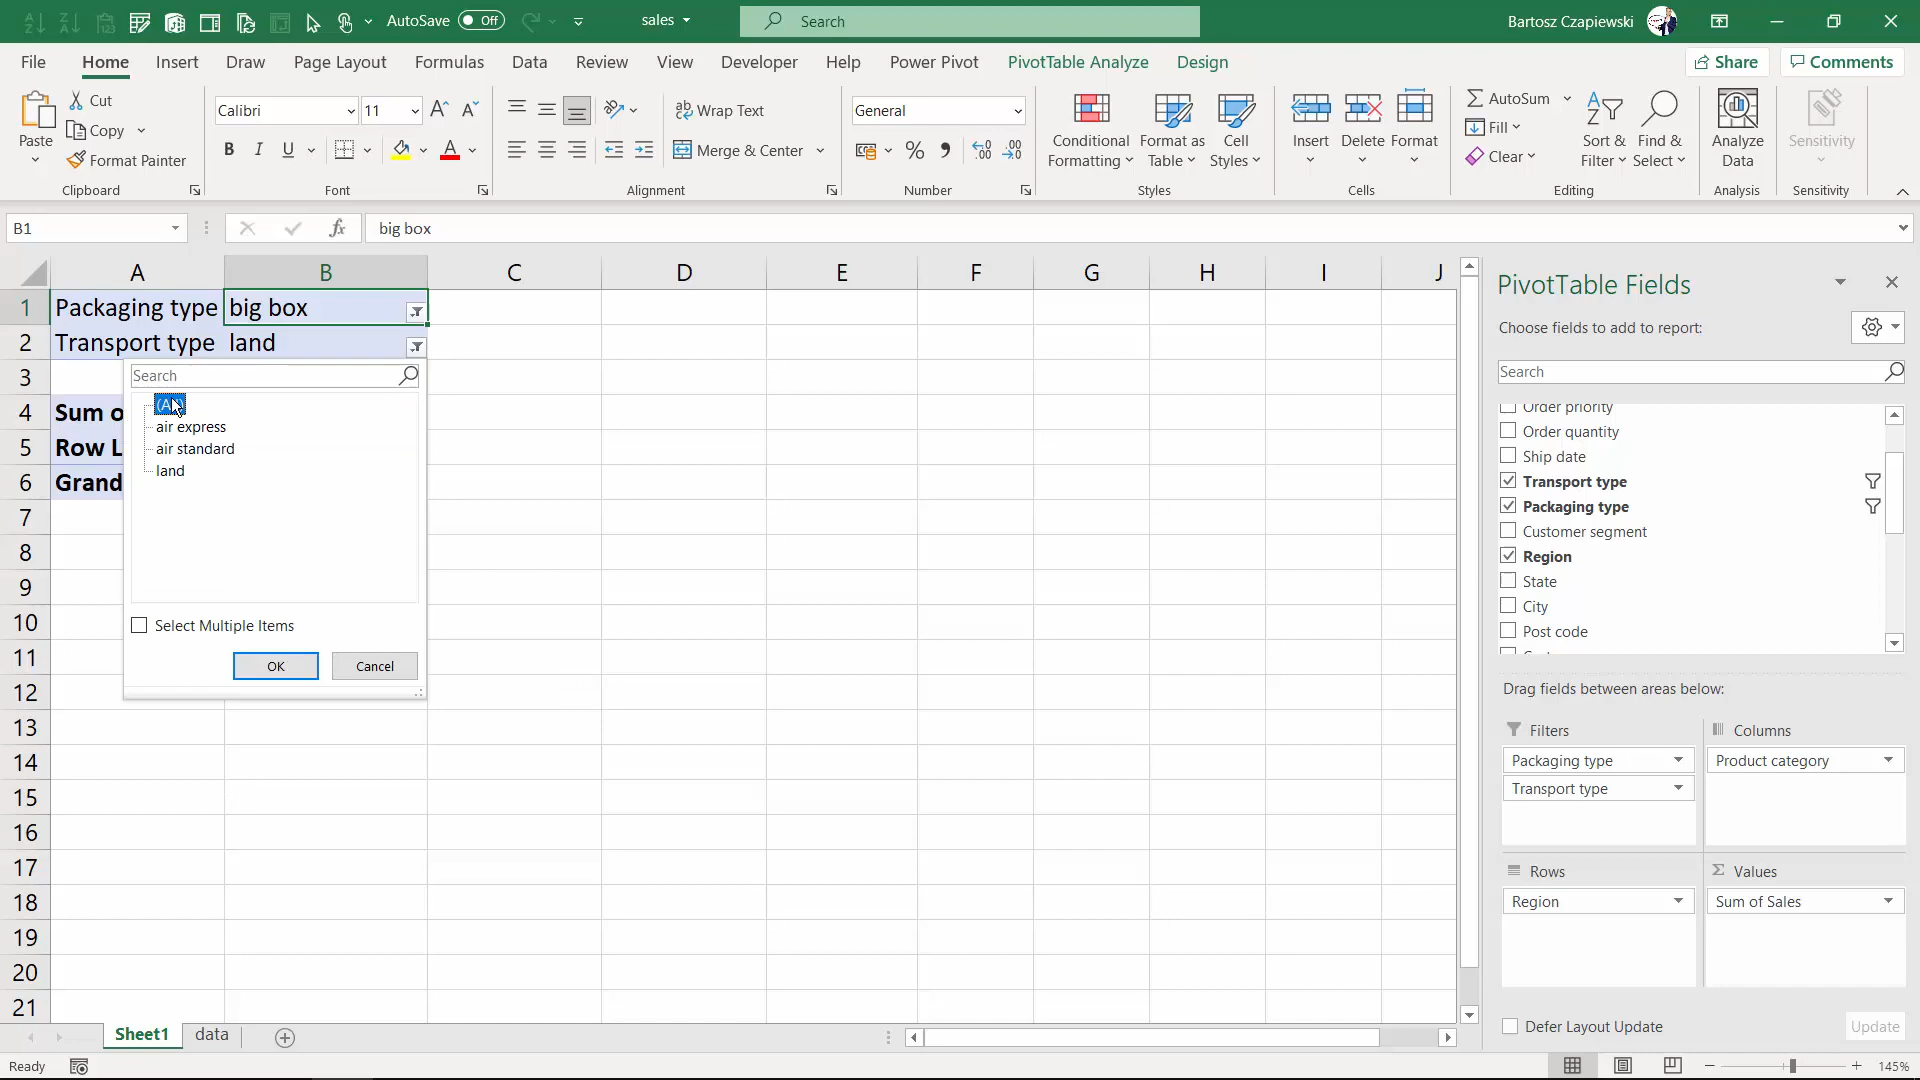 AutoSave Off sales Search Bartosz Czapiewski
File Home Insert Draw Page Layout Formulas Data Review View Developer Help Power Pivot PivotTable Analyze Design Share Comments
Paste
Cut
Copy
Format Painter
Clipboard
Calibri 11
B I U
Font
Wrap Text
Merge & Center
Alignment
General
Number
Conditional Formatting
Format as Table
Cell Styles
Styles
Insert
Delete
Format
Cells
AutoSum
Fill
Clear
Sort & Filter
Find & Select
Editing
Analyze Data
Analysis
Sensitivity
Sensitivity
B1 fx big box
A B C D E F G H I J
1 Packaging type big box
2 Transport type land
3
4 Sum o
5 Row L
6 Grand
7
8
9
10
11
12
13
14
15
16
17
18
19
20
21
Search
air express
air standard
land
Select Multiple Items
OK Cancel
PivotTable Fields
Choose fields to add to report:
Search
Order priority
Order quantity
Ship date
Transport type
Packaging type
Customer segment
Region
State
City
Post code
Drag fields between areas below:
Filters
Packaging type
Transport type
Columns
Product category
Rows
Region
Values
Sum of Sales
Defer Layout Update Update
Sheet1 data
Ready 145%